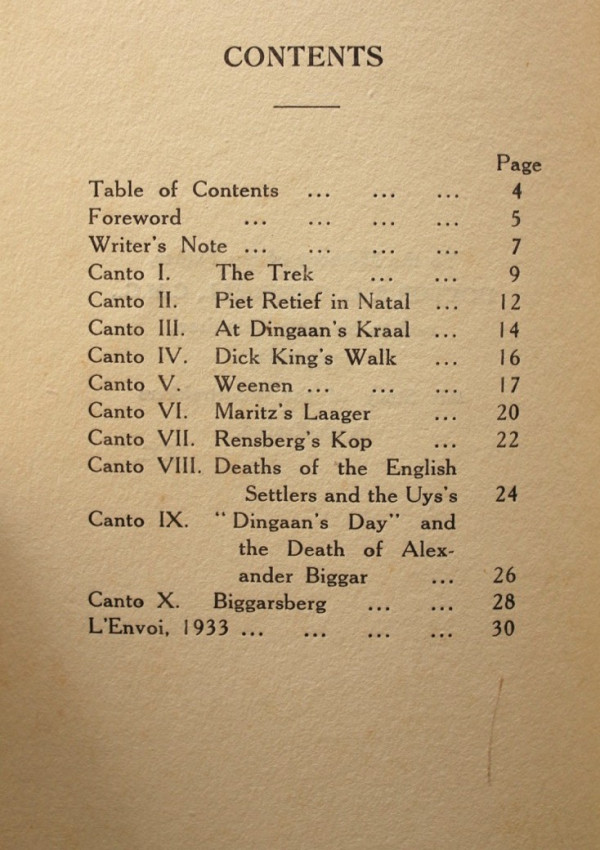 CONTENTS
Page
Table of Contents ... ... ... 4
Foreword ... ... ... ... 5
Writer's Note ... ... ... ... 7
Canto I. The Trek ... ... 9
Canto II. Piet Retief in Natal ... 12
Canto III. At Dingaan's Kraal ... 14
Canto IV. Dick King's Walk ... 16
Canto V. Weenen ... ... ... 17
Canto VI. Maritz's Laager ... 20
Canto VII. Rensberg's Kop ... 22
Canto VIII. Deaths of the English
Settlers and the Uys's 24
Canto IX. "Dingaan's Day" and
the Death of Alex-
ander Biggar ... 26
Canto X. Biggarsberg ... ... 28
L'Envoi, 1933 ... ... ... ... 30